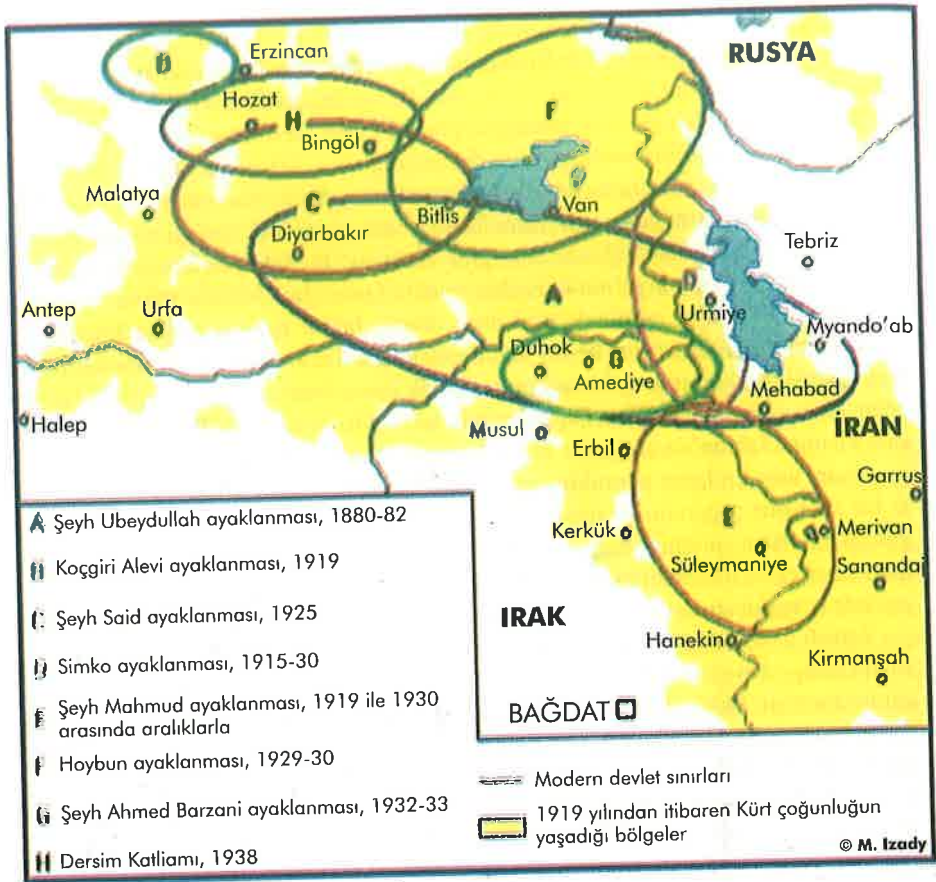 Erzincan
RUSYA
Hozat
H
F
Bingöl
Malatya
C
Bitlis
Van
Diyarbakır
Tebriz
D
Urmiye
Antep
Urfa
A
Myando'ab
Duhok
G
Amediye
Mehabad
Halep
Musul
Erbil
İRAN
Garrus
Kerkük
E
Merivan
Süleymaniye
Sanandaj
IRAK
Hanekin
Kirmanşah
BAĞDAT
A Şeyh Ubeydullah ayaklanması, 1880-82
Koçgiri Alevi ayaklanması, 1919
C Şeyh Said ayaklanması, 1925
D Simko ayaklanması, 1915-30
E Şeyh Mahmud ayaklanması, 1919 ile 1930
arasında aralıklarla
F Hoybun ayaklanması, 1929-30
G Şeyh Ahmed Barzani ayaklanması, 1932-33
H Dersim Katliamı, 1938
Modern devlet sınırları
1919 yılından itibaren Kürt çoğunluğun
yaşadığı bölgeler
© M. Izady